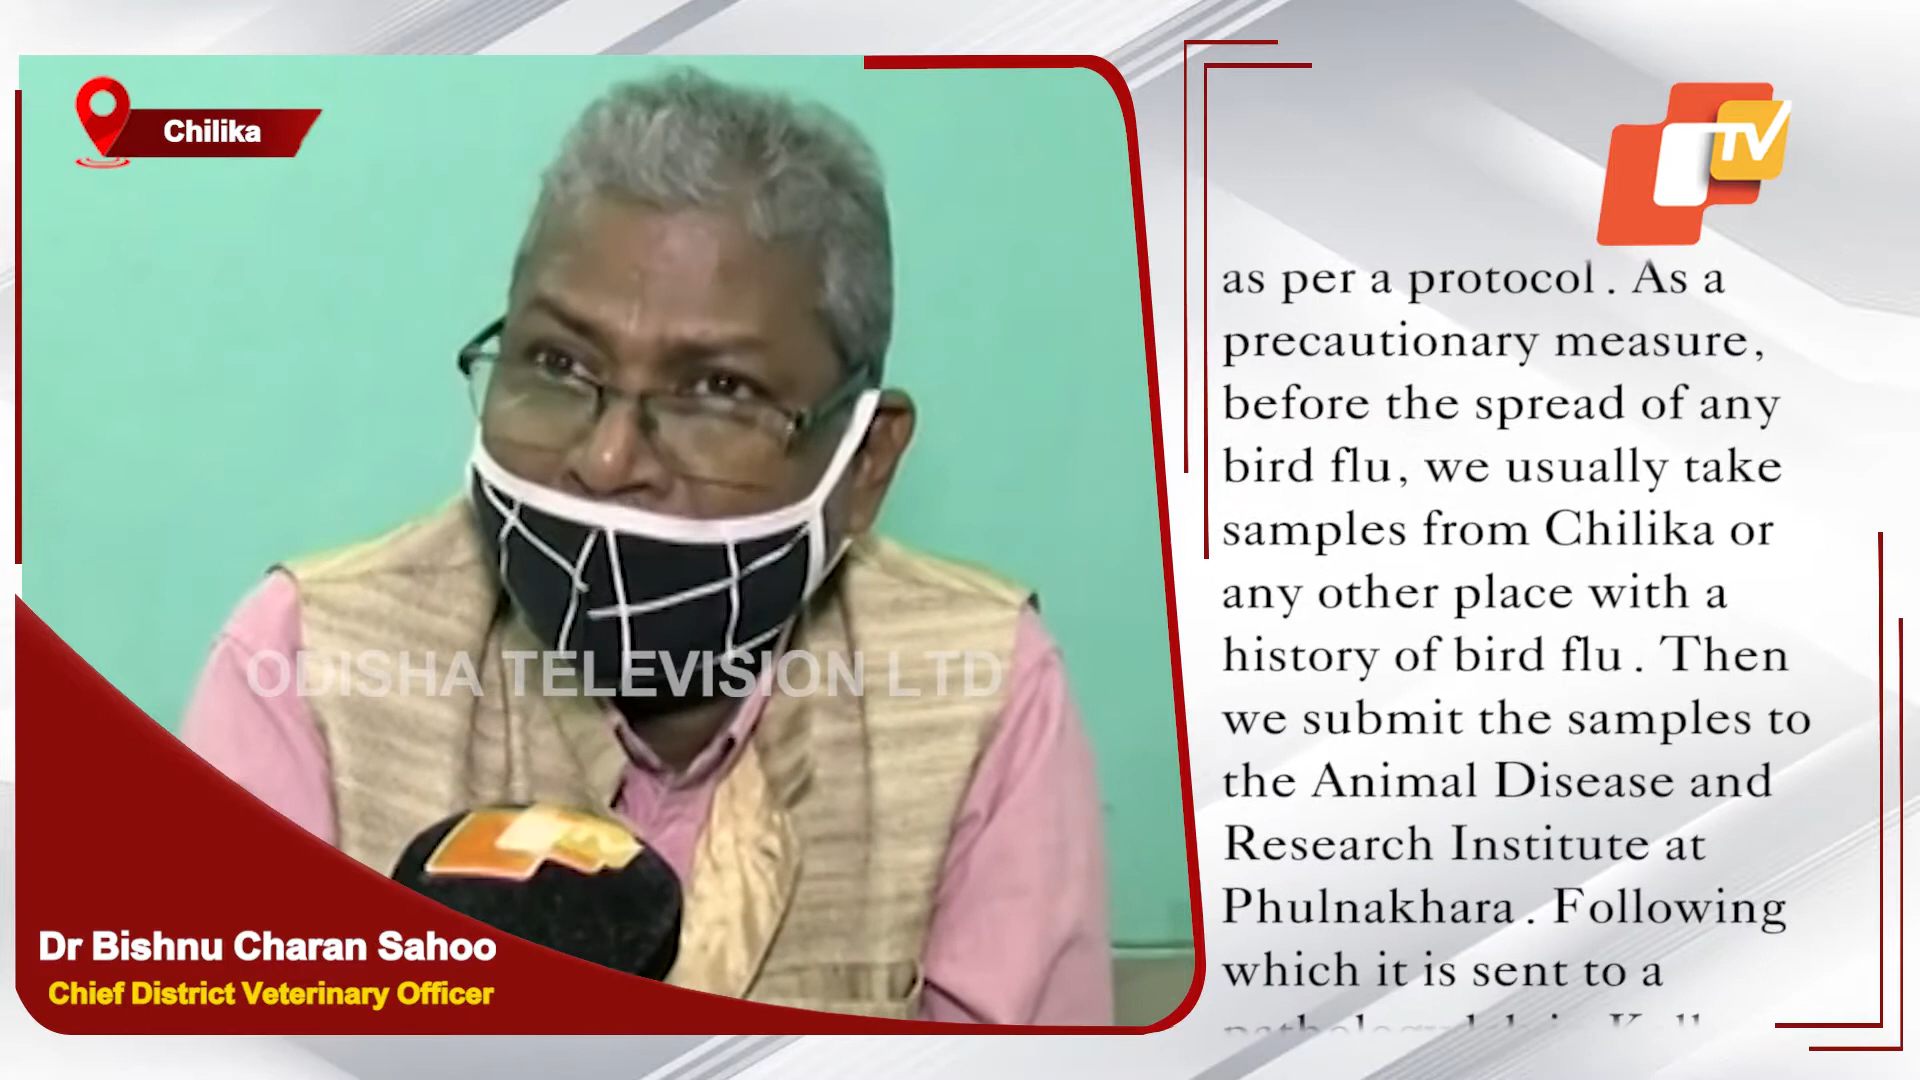 Chilika
TV
as per a protocol . As a
precautionary measure,
before the spread of any
bird flu, we usually take
samples from Chilika or
any other place with a
history of bird flu . Then
we submit the samples to
the Animal Disease and
Research Institute at
Phulnakhara . Following
which it is sent to a
ODISHA TELEVISION LTD
Dr Bishnu Charan Sahoo
Chief District Veterinary Officer